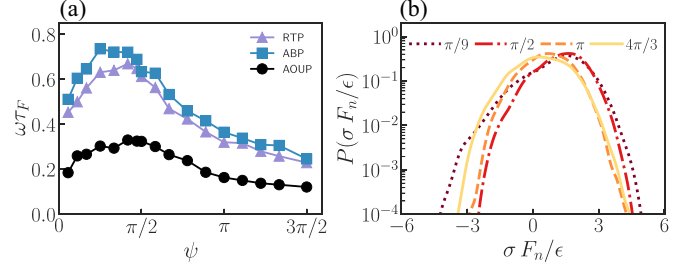 (a)
(b)
ωτ_F
0.8
0.6
0.4
0.2
0.0
RTP
ABP
AOUP
0
π/2
π
3π/2
ψ
P(σ F_n/ϵ)
10^0
10^{-1}
10^{-2}
10^{-3}
10^{-4}
π/9
π/2
π
4π/3
−6
−3
0
3
6
σ F_n/ϵ